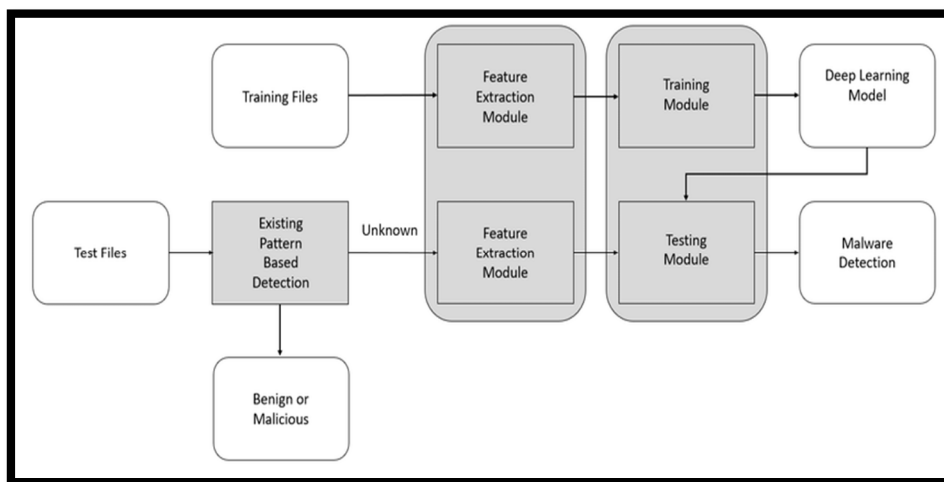 Training Files
Feature
Extraction
Module
Training
Module
Deep Learning
Model
Test Files
Existing
Pattern
Based
Detection
Unknown
Feature
Extraction
Module
Testing
Module
Malware
Detection
Benign or
Malicious